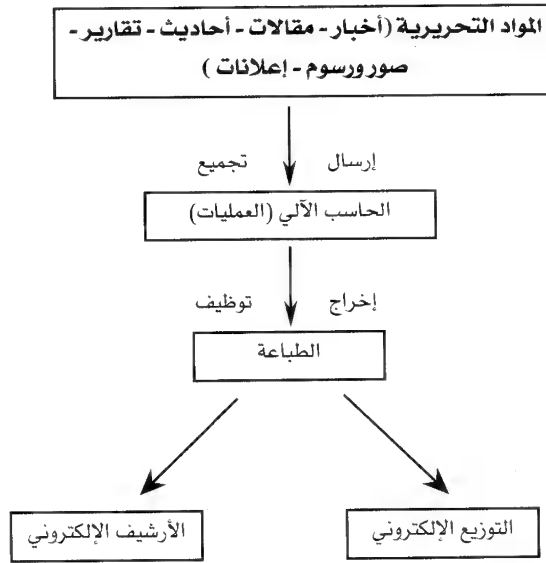 المواد التحريرية (أخبار - مقالات - أحاديث - تقارير -
صور ورسوم - إعلانات )
إرسال تجميع
الحاسب الآلي (العمليات)
إخراج توظيف
الطباعة
التوزيع الإلكتروني الأرشيف الإلكتروني